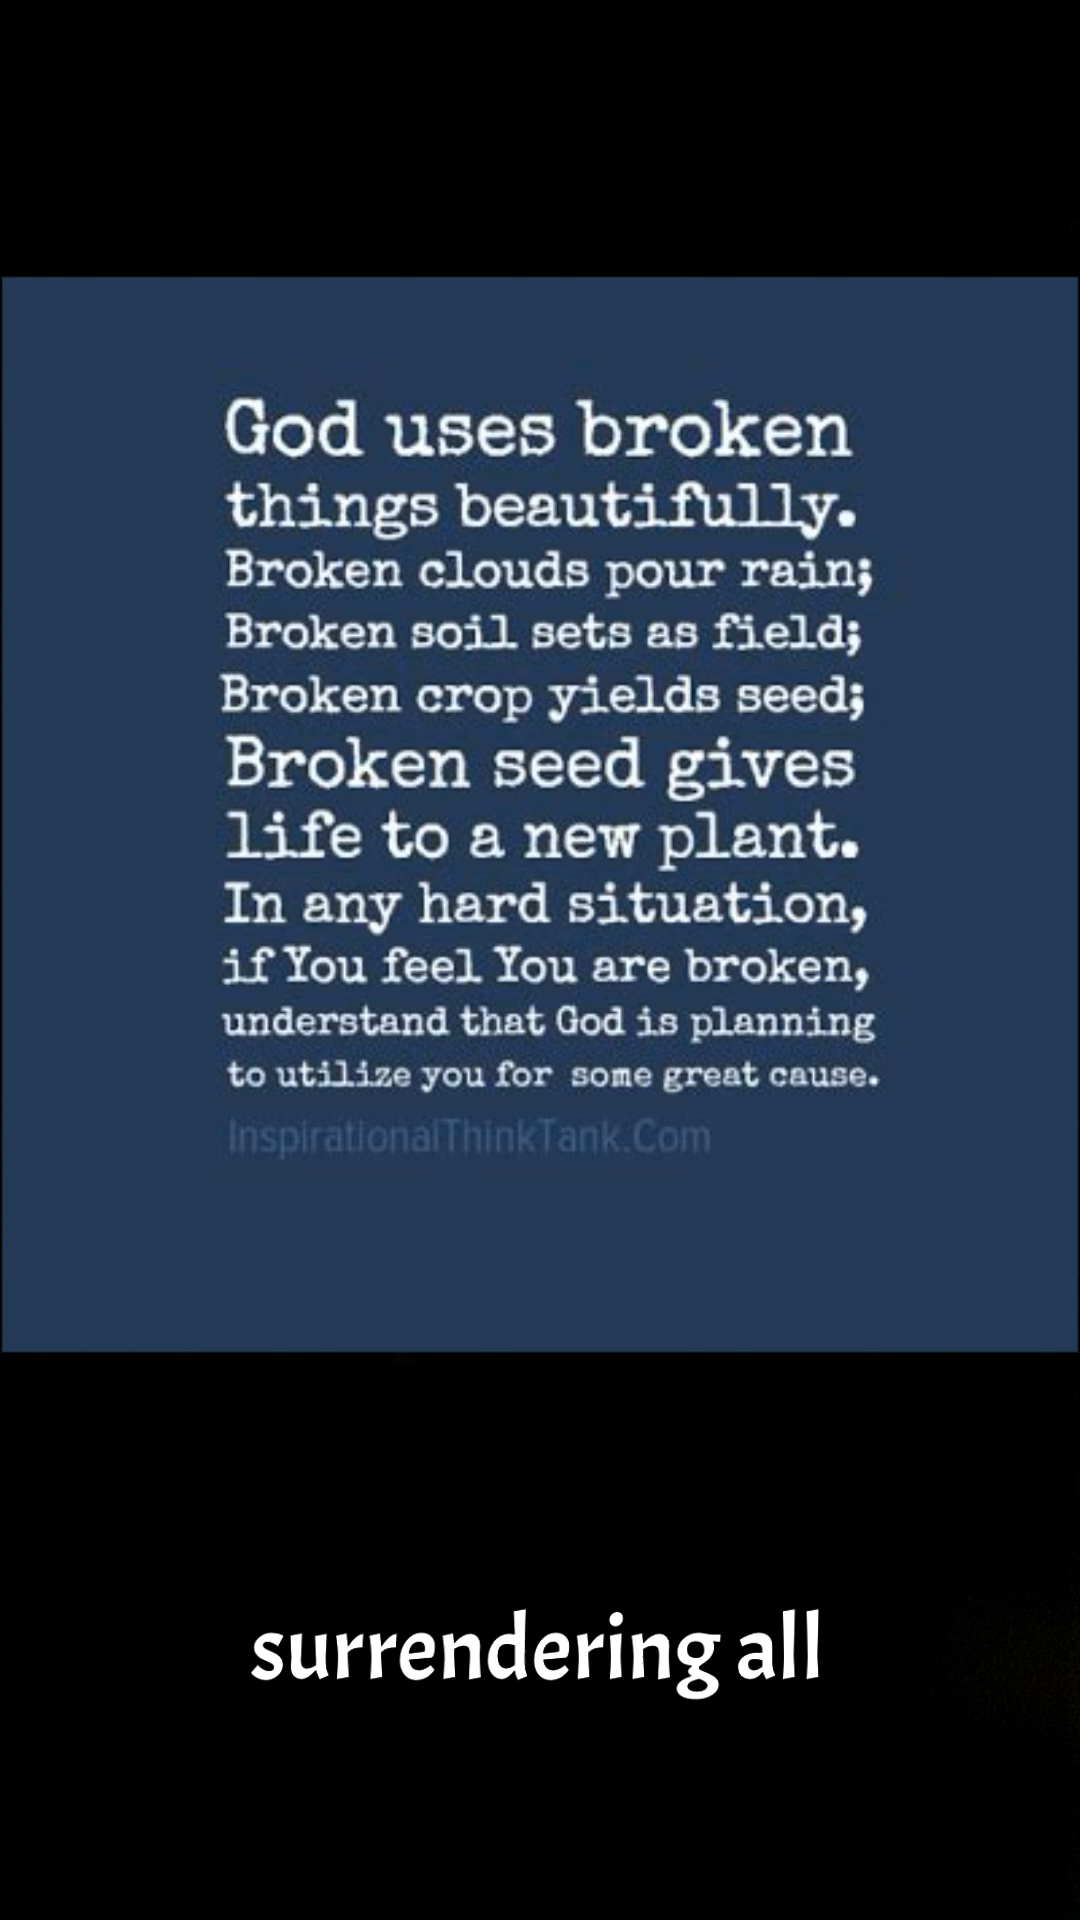 God uses broken
things beautifully.
Broken clouds pour rain;
Broken soil sets as field;
Broken crop yields seed;
Broken seed gives
life to a new plant.
In any hard situation,
if You feel You are broken,
understand that God is planning
to utilize you for some great cause.
InspirationalThinkTank.Com
surrendering all